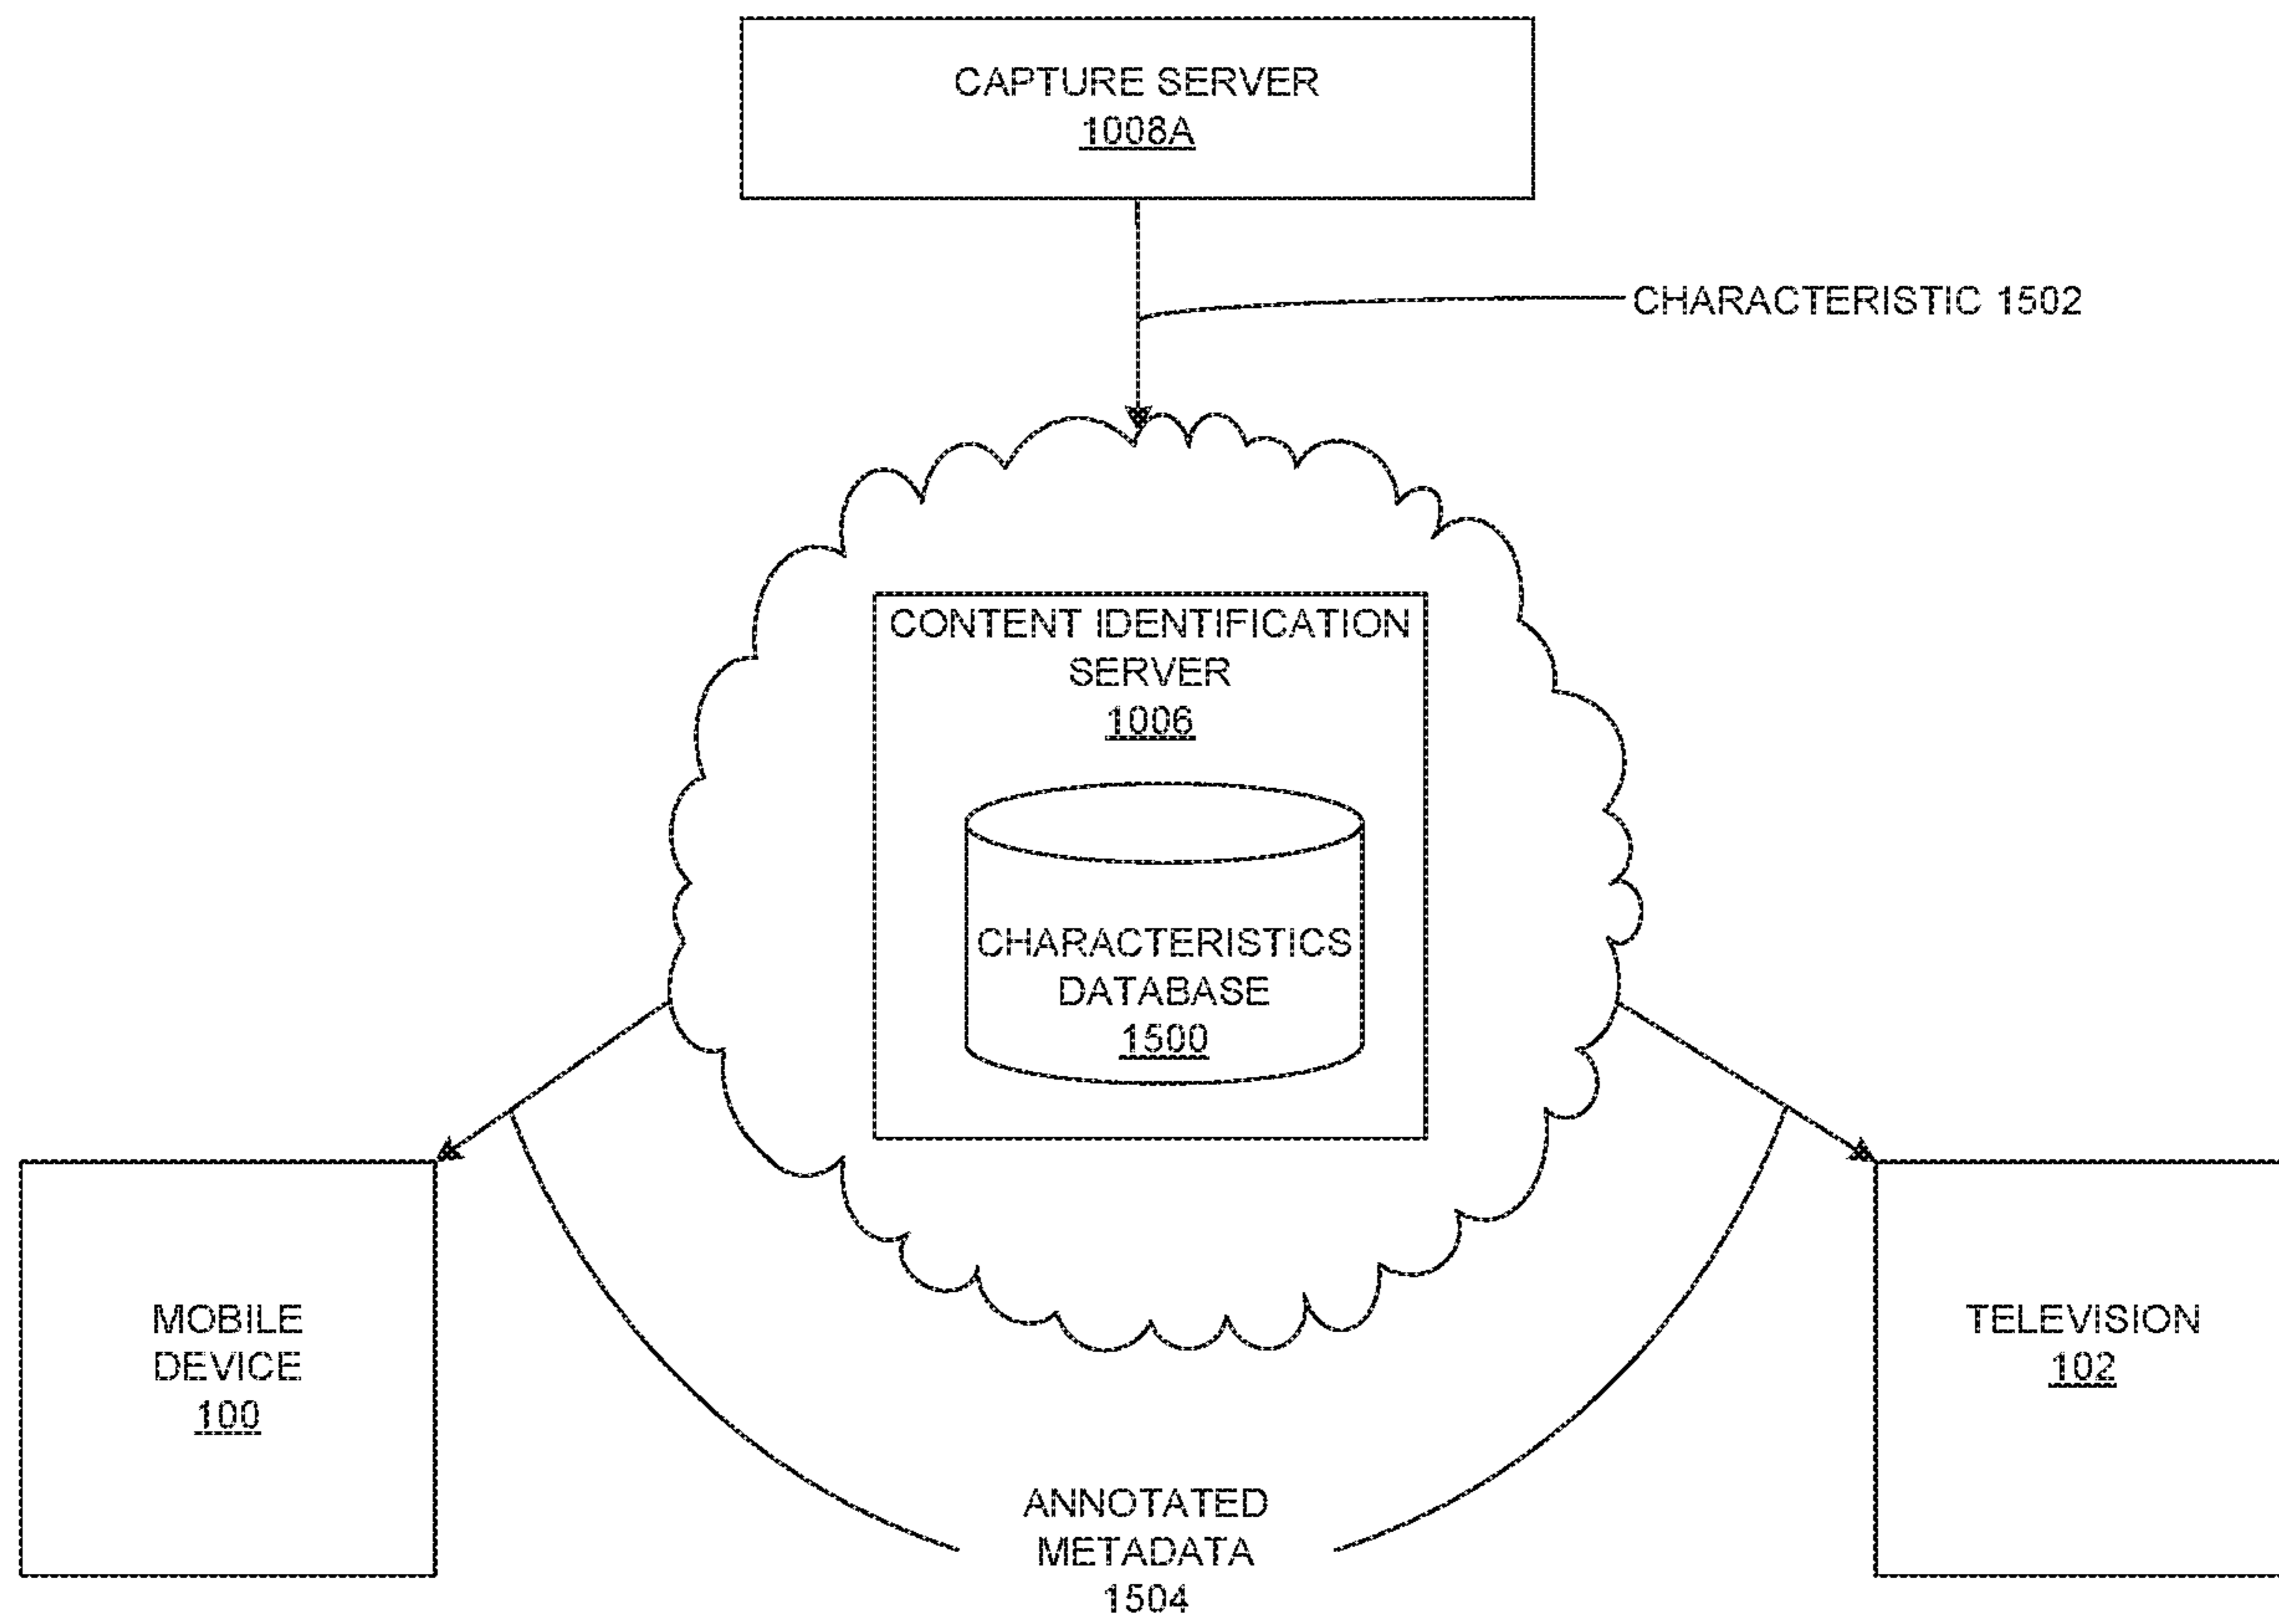 CAPTURE SERVER
1008A
CHARACTERISTIC 1502
CONTENT IDENTIFICATION
SERVER
1006
CHARACTERISTICS
DATABASE
1500
MOBILE
DEVICE
100
TELEVISION
102
ANNOTATED
METADATA
1504